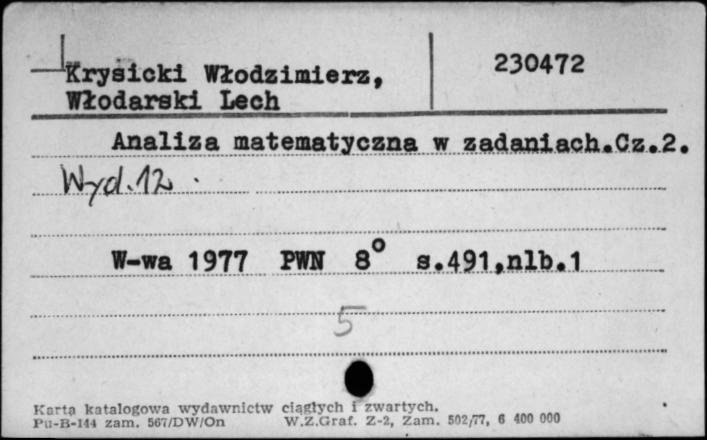 Krysicki Włodzimierz, 230472
Włodarski Lech
Analiza matematyczna w zadaniach.Cz.2.
Wyd.12.
W-wa 1977 PWN 8° s.491,nlb.1
5
Karta katalogowa wydawnictw ciągłych i zwartych.
Pu-B-144 zam. 567/DW/On W.Z.Graf. Z-2, Zam. 502/77, 6 400 000